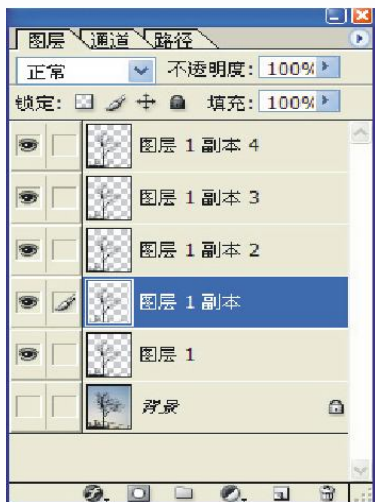 图层 通道 路径
正常 不透明度: 100%
锁定: 填充: 100%
图层 1 副本 4
图层 1 副本 3
图层 1 副本 2
图层 1 副本
图层 1
背景